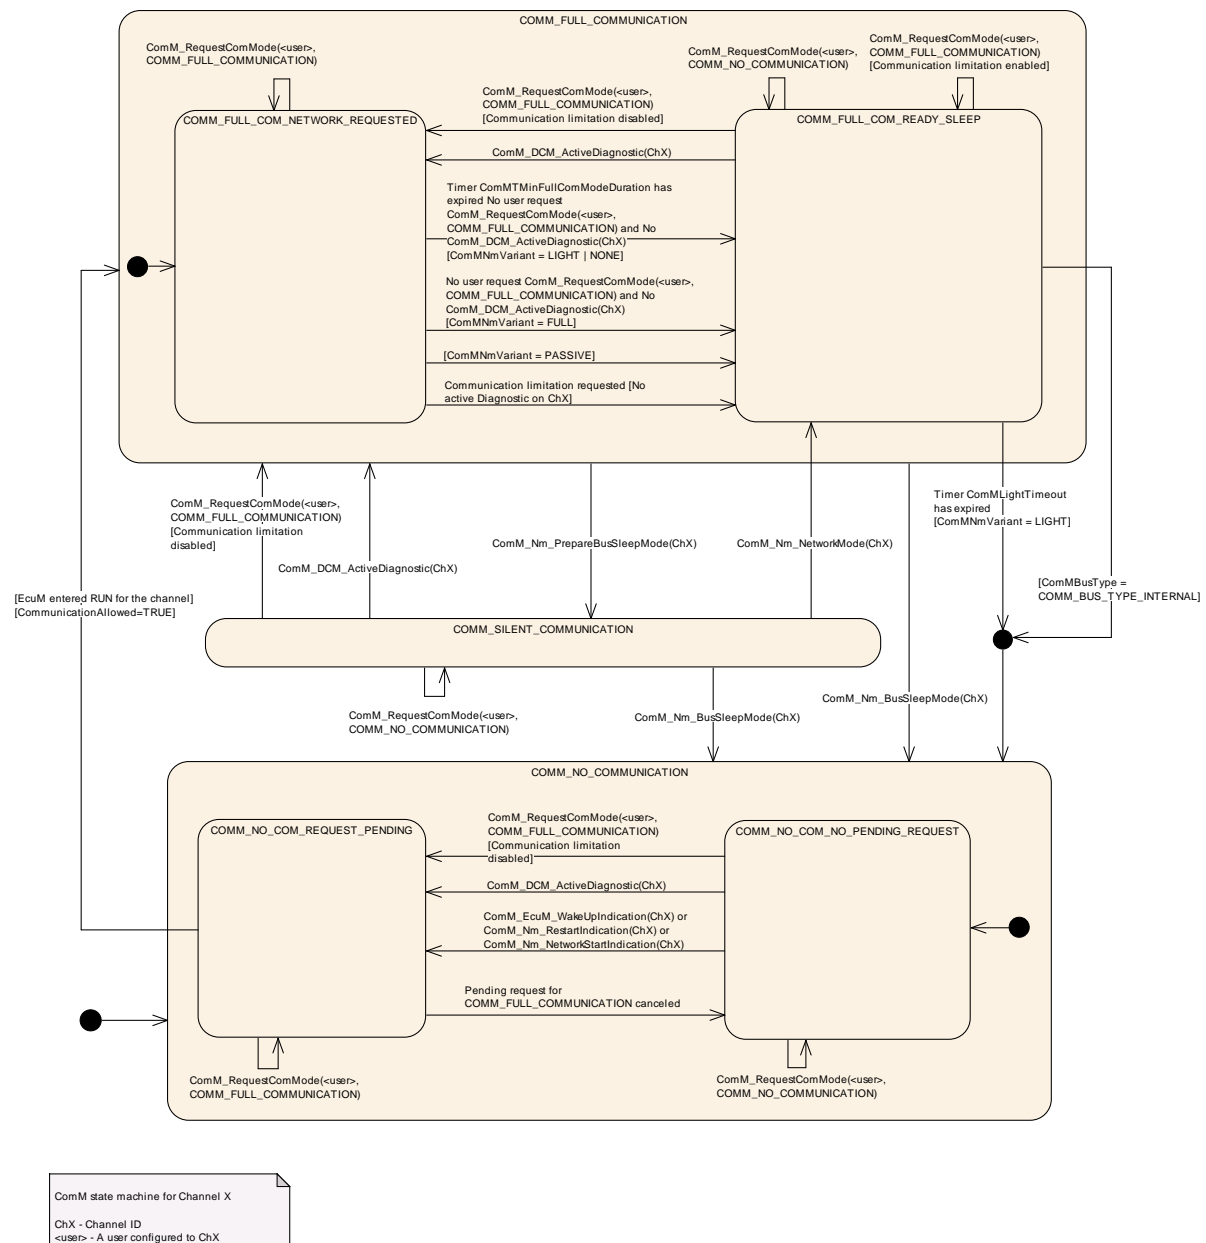 COMM_FULL_COMMUNICATION
ComM_RequestComMode(<user>,
COMM_FULL_COMMUNICATION)
ComM_RequestComMode(<user>,
COMM_NO_COMMUNICATION)
ComM_RequestComMode(<user>,
COMM_FULL_COMMUNICATION)
[Communication limitation enabled]
COMM_FULL_COM_NETWORK_REQUESTED
COMM_FULL_COM_READY_SLEEP
ComM_RequestComMode(<user>,
COMM_FULL_COMMUNICATION)
[Communication limitation disabled]
ComM_DCM_ActiveDiagnostic(ChX)
Timer ComMTMinFullComModeDuration has
expired No user request
ComM_RequestComMode(<user>,
COMM_FULL_COMMUNICATION) and No
ComM_DCM_ActiveDiagnostic(ChX)
[ComMNmVariant = LIGHT | NONE]
No user request ComM_RequestComMode(<user>,
COMM_FULL_COMMUNICATION) and No
ComM_DCM_ActiveDiagnostic(ChX)
[ComMNmVariant = FULL]
[ComMNmVariant = PASSIVE]
Communication limitation requested [No
active Diagnostic on ChX]
ComM_RequestComMode(<user>,
COMM_FULL_COMMUNICATION)
[Communication limitation
disabled]
ComM_DCM_ActiveDiagnostic(ChX)
ComM_Nm_PrepareBusSleepMode(ChX)
ComM_Nm_NetworkMode(ChX)
Timer ComMLightTimeout
has expired
[ComMNmVariant = LIGHT]
[ComMBusType =
COMM_BUS_TYPE_INTERNAL]
[EcuM entered RUN for the channel]
[CommunicationAllowed=TRUE]
COMM_SILENT_COMMUNICATION
ComM_RequestComMode(<user>,
COMM_NO_COMMUNICATION)
ComM_Nm_BusSleepMode(ChX)
ComM_Nm_BusSleepMode(ChX)
COMM_NO_COMMUNICATION
COMM_NO_COM_REQUEST_PENDING
COMM_NO_COM_NO_PENDING_REQUEST
ComM_RequestComMode(<user>,
COMM_FULL_COMMUNICATION)
[Communication limitation
disabled]
ComM_DCM_ActiveDiagnostic(ChX)
ComM_EcuM_WakeUpIndication(ChX) or
ComM_Nm_RestartIndication(ChX) or
ComM_Nm_NetworkStartIndication(ChX)
Pending request for
COMM_FULL_COMMUNICATION canceled
ComM_RequestComMode(<user>,
COMM_FULL_COMMUNICATION)
ComM_RequestComMode(<user>,
COMM_NO_COMMUNICATION)
ComM state machine for Channel X
ChX - Channel ID
<user> - A user configured to ChX